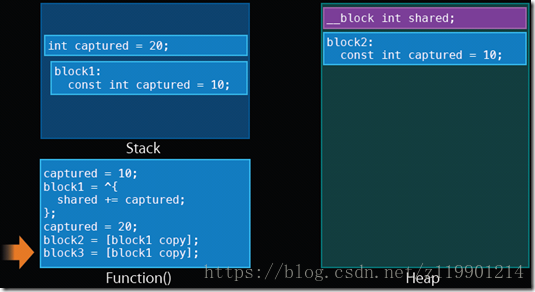 int captured = 20;
block1:
const int captured = 10;
Stack
captured = 10;
block1 = ^{
shared += captured;
};
captured = 20;
block2 = [block1 copy];
block3 = [block1 copy];
Function()
__block int shared;
block2:
const int captured = 10;
Heap
https://blog.csdn.net/z119901214